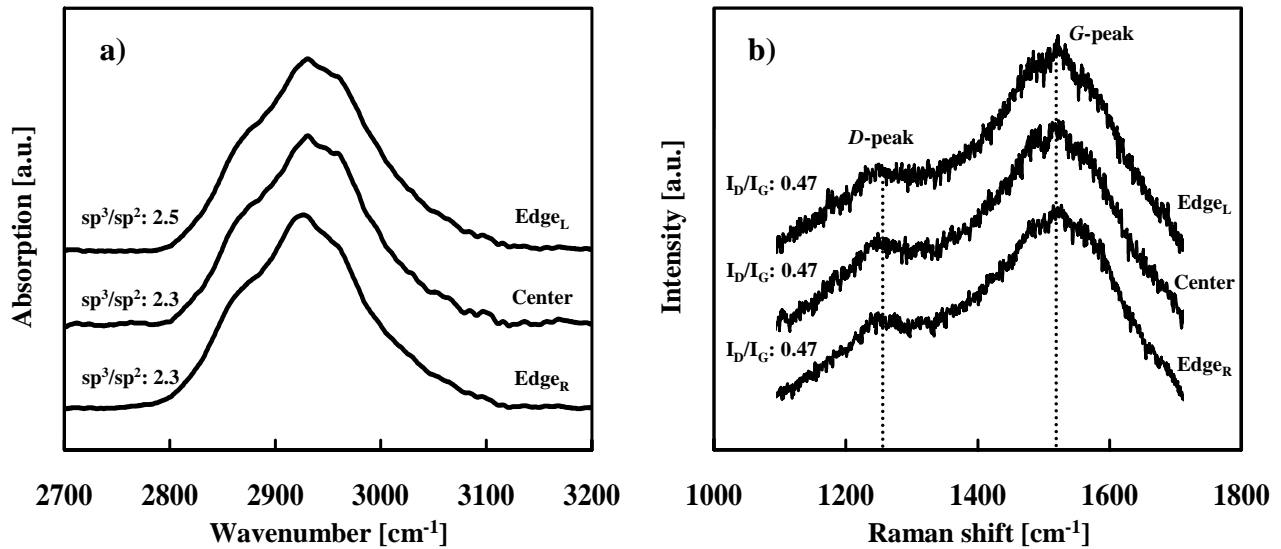 a)
sp³/sp²: 2.5
Edge_L
sp³/sp²: 2.3
Center
sp³/sp²: 2.3
Edge_R
Absorption [a.u.]
2700 2800 2900 3000 3100 3200
Wavenumber [cm⁻¹]
b)
G-peak
D-peak
I_D/I_G: 0.47
Edge_L
I_D/I_G: 0.47
Center
I_D/I_G: 0.47
Edge_R
Intensity [a.u.]
1000 1200 1400 1600 1800
Raman shift [cm⁻¹]